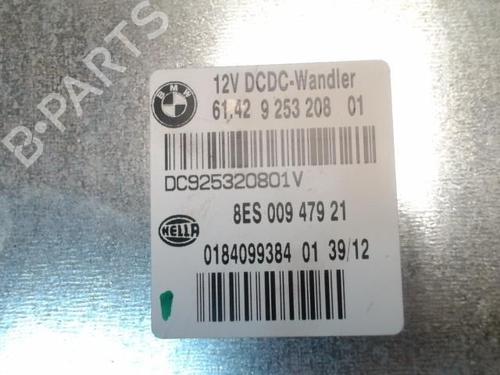 B-PARTS
BMW
12V DCDC-Wandler
61.42 9 253 208 01
DC925320801V
8ES 009 479 21
HELLA
0184099384 01 39/12